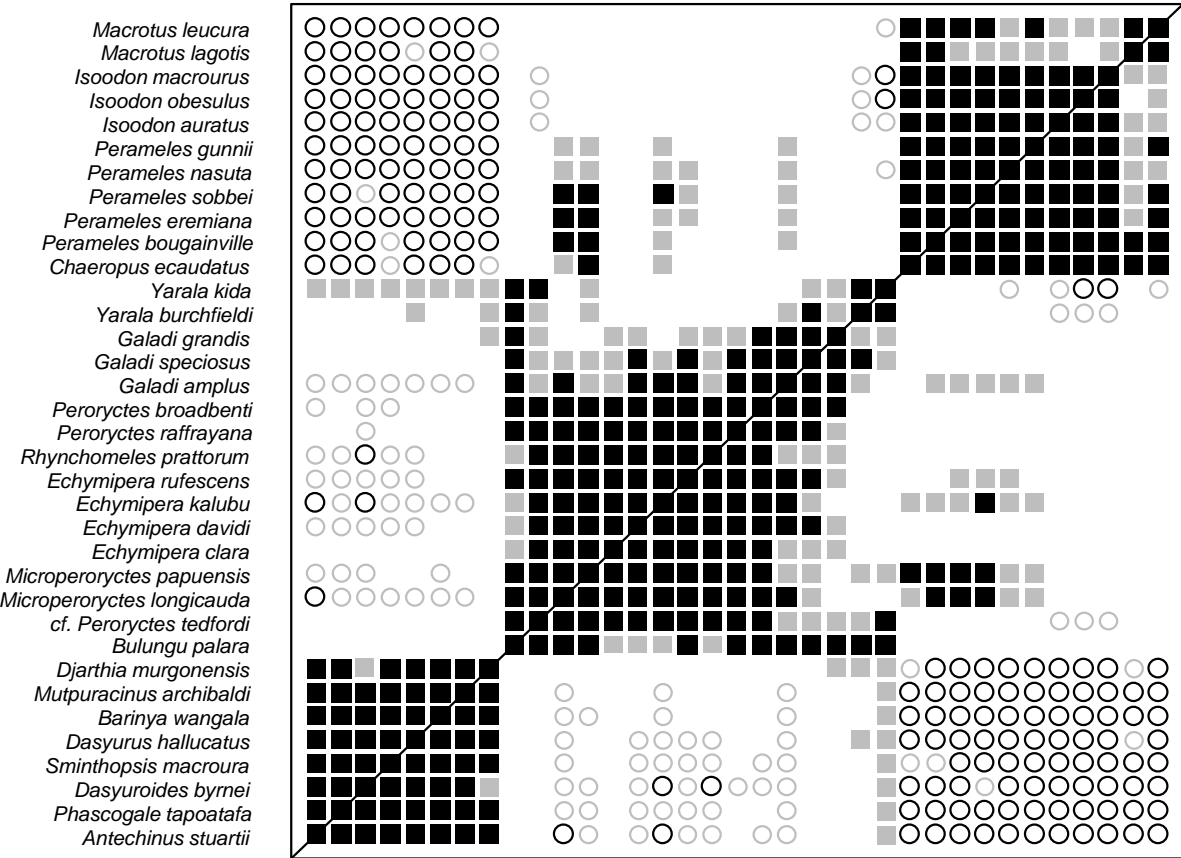 Macrotus leucura
Macrotus lagotis
Isoodon macrourus
Isoodon obesulus
Isoodon auratus
Perameles gunnii
Perameles nasuta
Perameles sobbei
Perameles eremiana
Perameles bougainville
Chaeropus ecaudatus
Yarala kida
Yarala burchfieldi
Galadi grandis
Galadi speciosus
Galadi amplus
Peroryctes broadbenti
Peroryctes raffrayana
Rhynchomeles prattorum
Echymipera rufescens
Echymipera kalubu
Echymipera davidi
Echymipera clara
Microperoryctes papuensis
Microperoryctes longicauda
cf. Peroryctes tedfordi
Bulungu palara
Djarthia murgonensis
Mutpuracinus archibaldi
Barinya wangala
Dasyurus hallucatus
Sminthopsis macroura
Dasyuroides byrnei
Phascogale tapoatafa
Antechinus stuartii